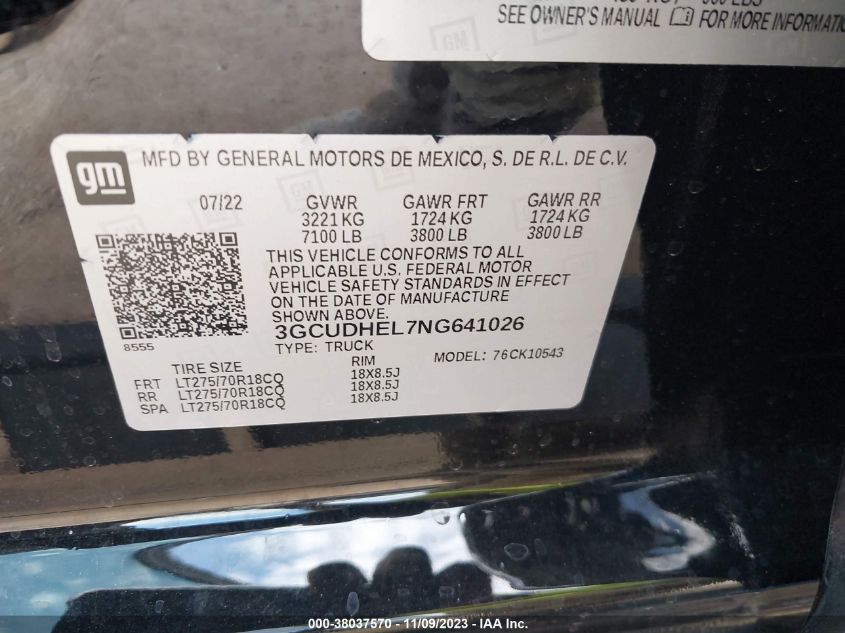 SEE OWNER'S MANUAL FOR MORE INFORMATION
gm
MFD BY GENERAL MOTORS DE MEXICO, S. DE R.L. DE C.V.
07/22 GVWR GAWR FRT GAWR RR
3221 KG 1724 KG 1724 KG
7100 LB 3800 LB 3800 LB
THIS VEHICLE CONFORMS TO ALL
APPLICABLE U.S. FEDERAL MOTOR
VEHICLE SAFETY STANDARDS IN EFFECT
ON THE DATE OF MANUFACTURE
SHOWN ABOVE.
3GCUDHEL7NG641026
8555
TYPE: TRUCK MODEL: 76CK10543
TIRE SIZE RIM
FRT LT275/70R18CQ 18X8.5J
RR LT275/70R18CQ 18X8.5J
SPA LT275/70R18CQ 18X8.5J
000-38037570 - 11/09/2023 - IAA Inc.